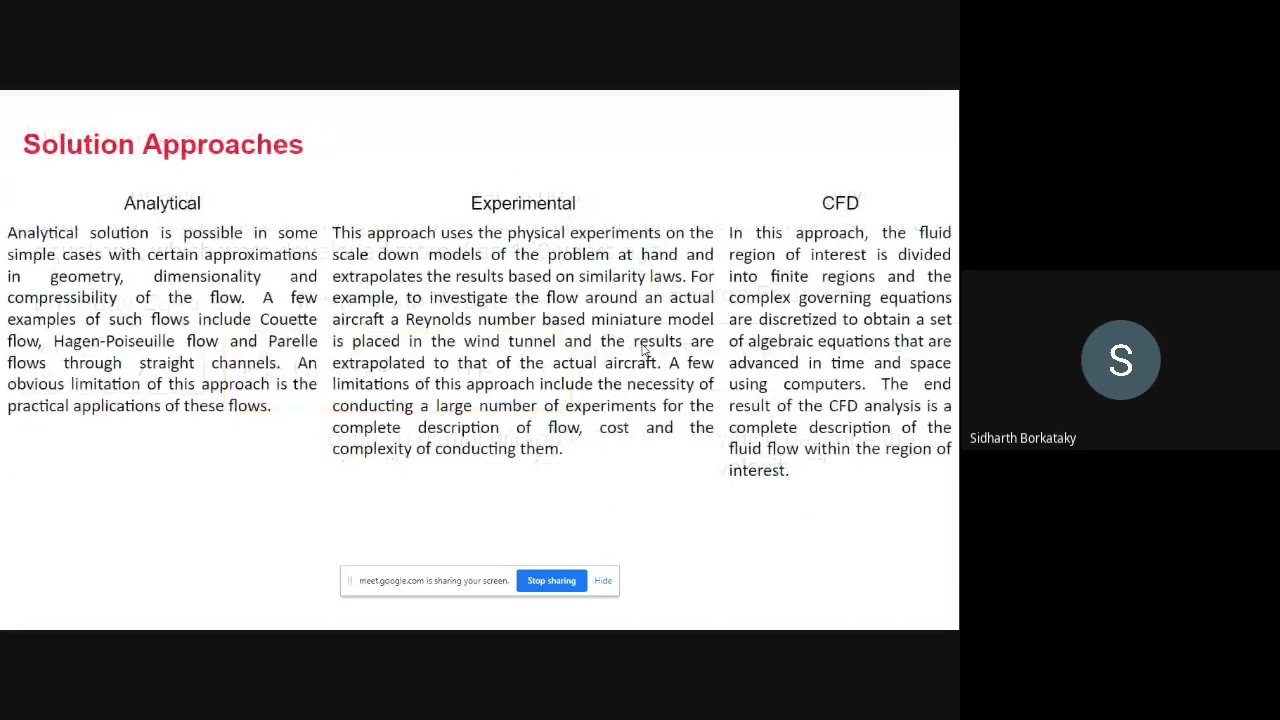 Solution Approaches
Analytical
Analytical solution is possible in some
simple cases with certain approximations
in geometry, dimensionality and
compressibility of the flow. A few
examples of such flows include Couette
flow, Hagen-Poiseuille flow and Parelle
flows through straight channels. An
obvious limitation of this approach is the
practical applications of these flows.
Experimental
This approach uses the physical experiments on the
scale down models of the problem at hand and
extrapolates the results based on similarity laws. For
example, to investigate the flow around an actual
aircraft a Reynolds number based miniature model
is placed in the wind tunnel and the results are
extrapolated to that of the actual aircraft. A few
limitations of this approach include the necessity of
conducting a large number of experiments for the
complete description of flow, cost and the
complexity of conducting them.
CFD
In this approach, the fluid
region of interest is divided
into finite regions and the
complex governing equations
are discretized to obtain a set
of algebraic equations that are
advanced in time and space
using computers. The end
result of the CFD analysis is a
complete description of the
fluid flow within the region of
interest.
meet.google.com is sharing your screen.
Stop sharing
Hide
S
Sidharth Borkataky